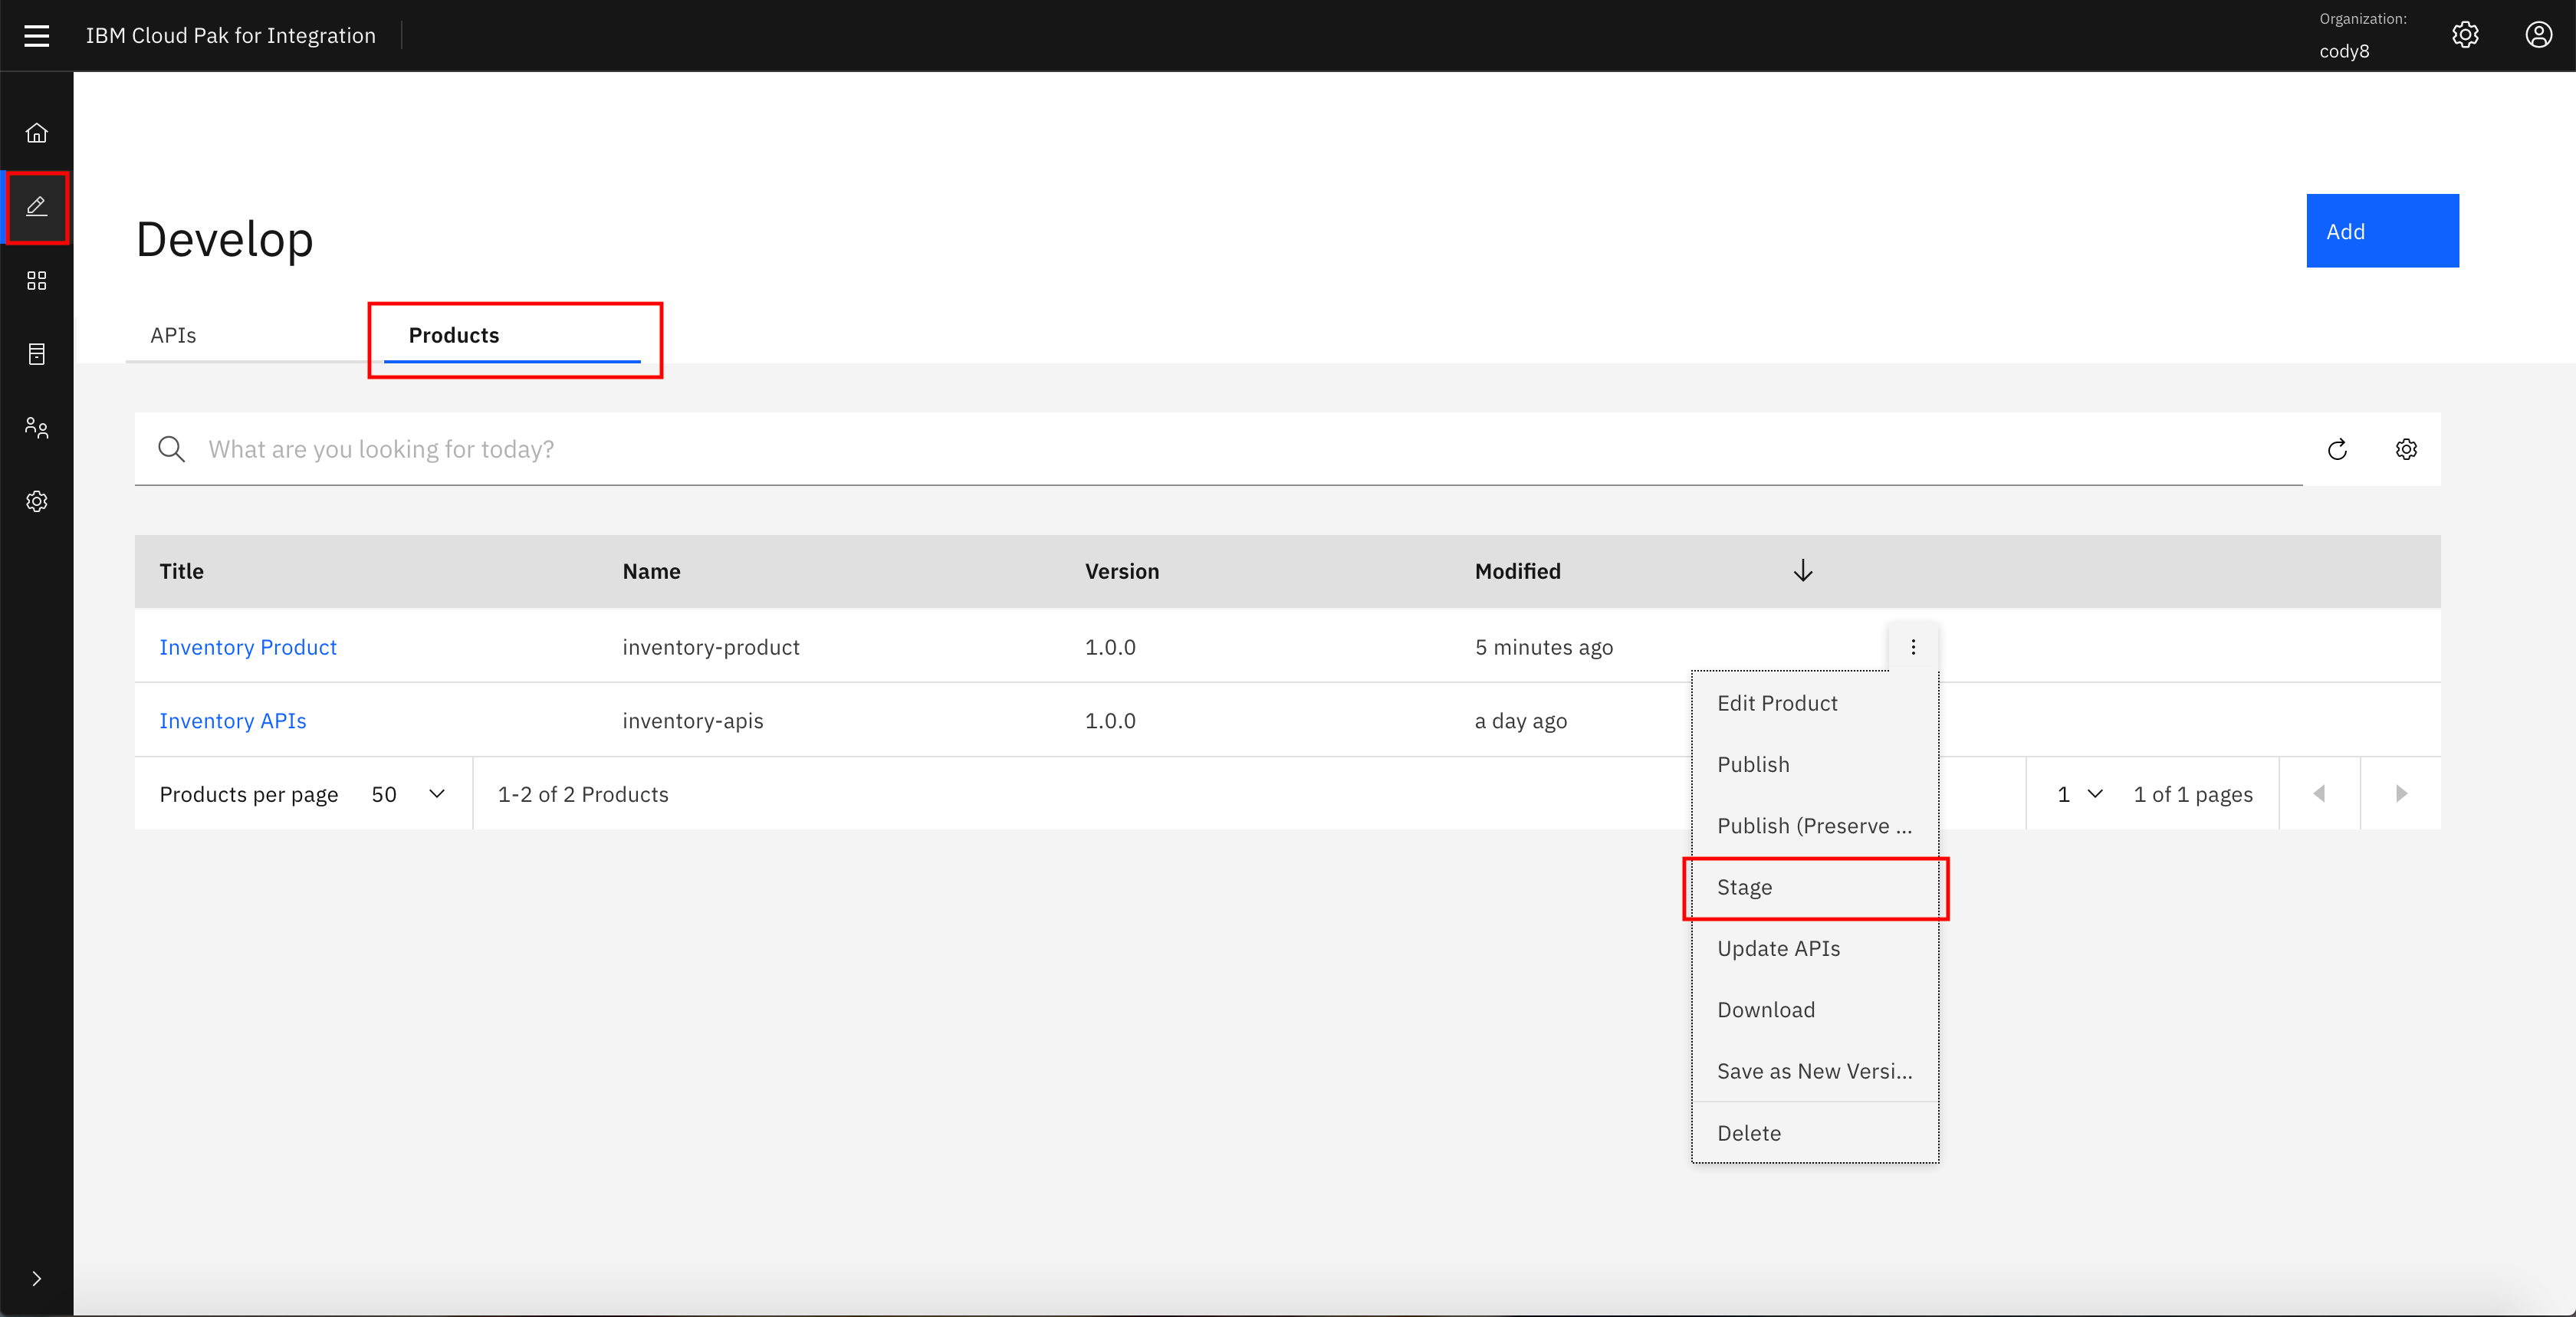 IBM Cloud Pak for Integration
Organization:
cody8
Develop
Add
APIs
Products
What are you looking for today?
Title Name Version Modified
Inventory Product inventory-product 1.0.0 5 minutes ago
Inventory APIs inventory-apis 1.0.0 a day ago
Products per page 50 1-2 of 2 Products 1 1 of 1 pages
Edit Product
Publish
Publish (Preserve ...
Stage
Update APIs
Download
Save as New Versi...
Delete